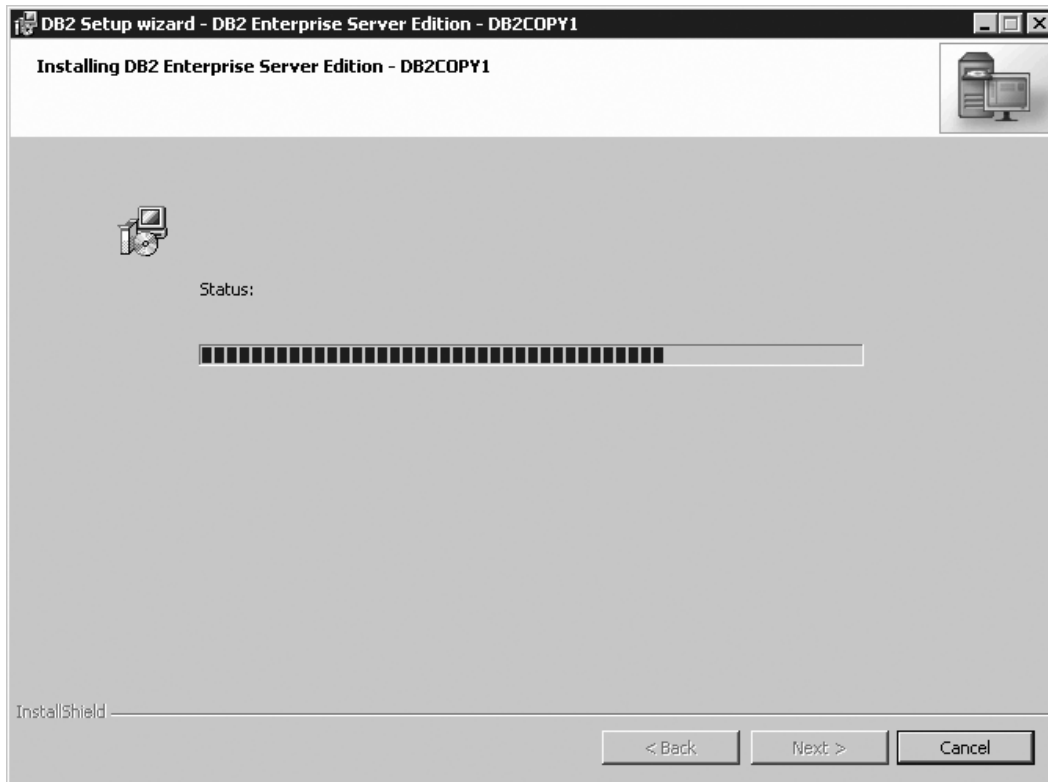 DB2 Setup wizard - DB2 Enterprise Server Edition - DB2COPY1
Installing DB2 Enterprise Server Edition - DB2COPY1
Status:
InstallShield
< Back
Next >
Cancel